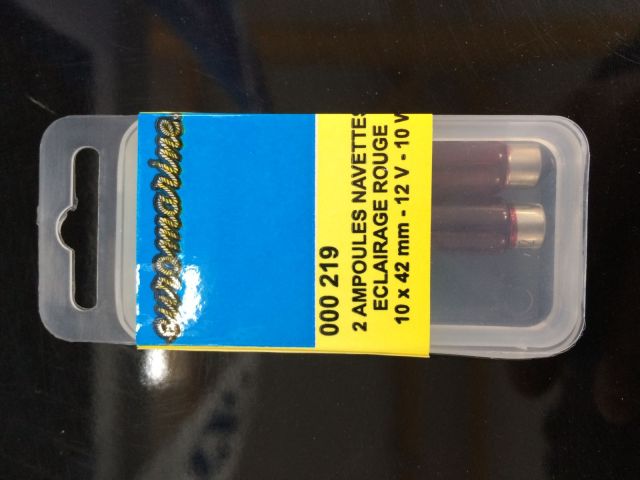 euromarine
000 219
2 AMPOULES NAVETTES
ECLAIRAGE ROUGE
10 x 42 mm - 12 V - 10 W